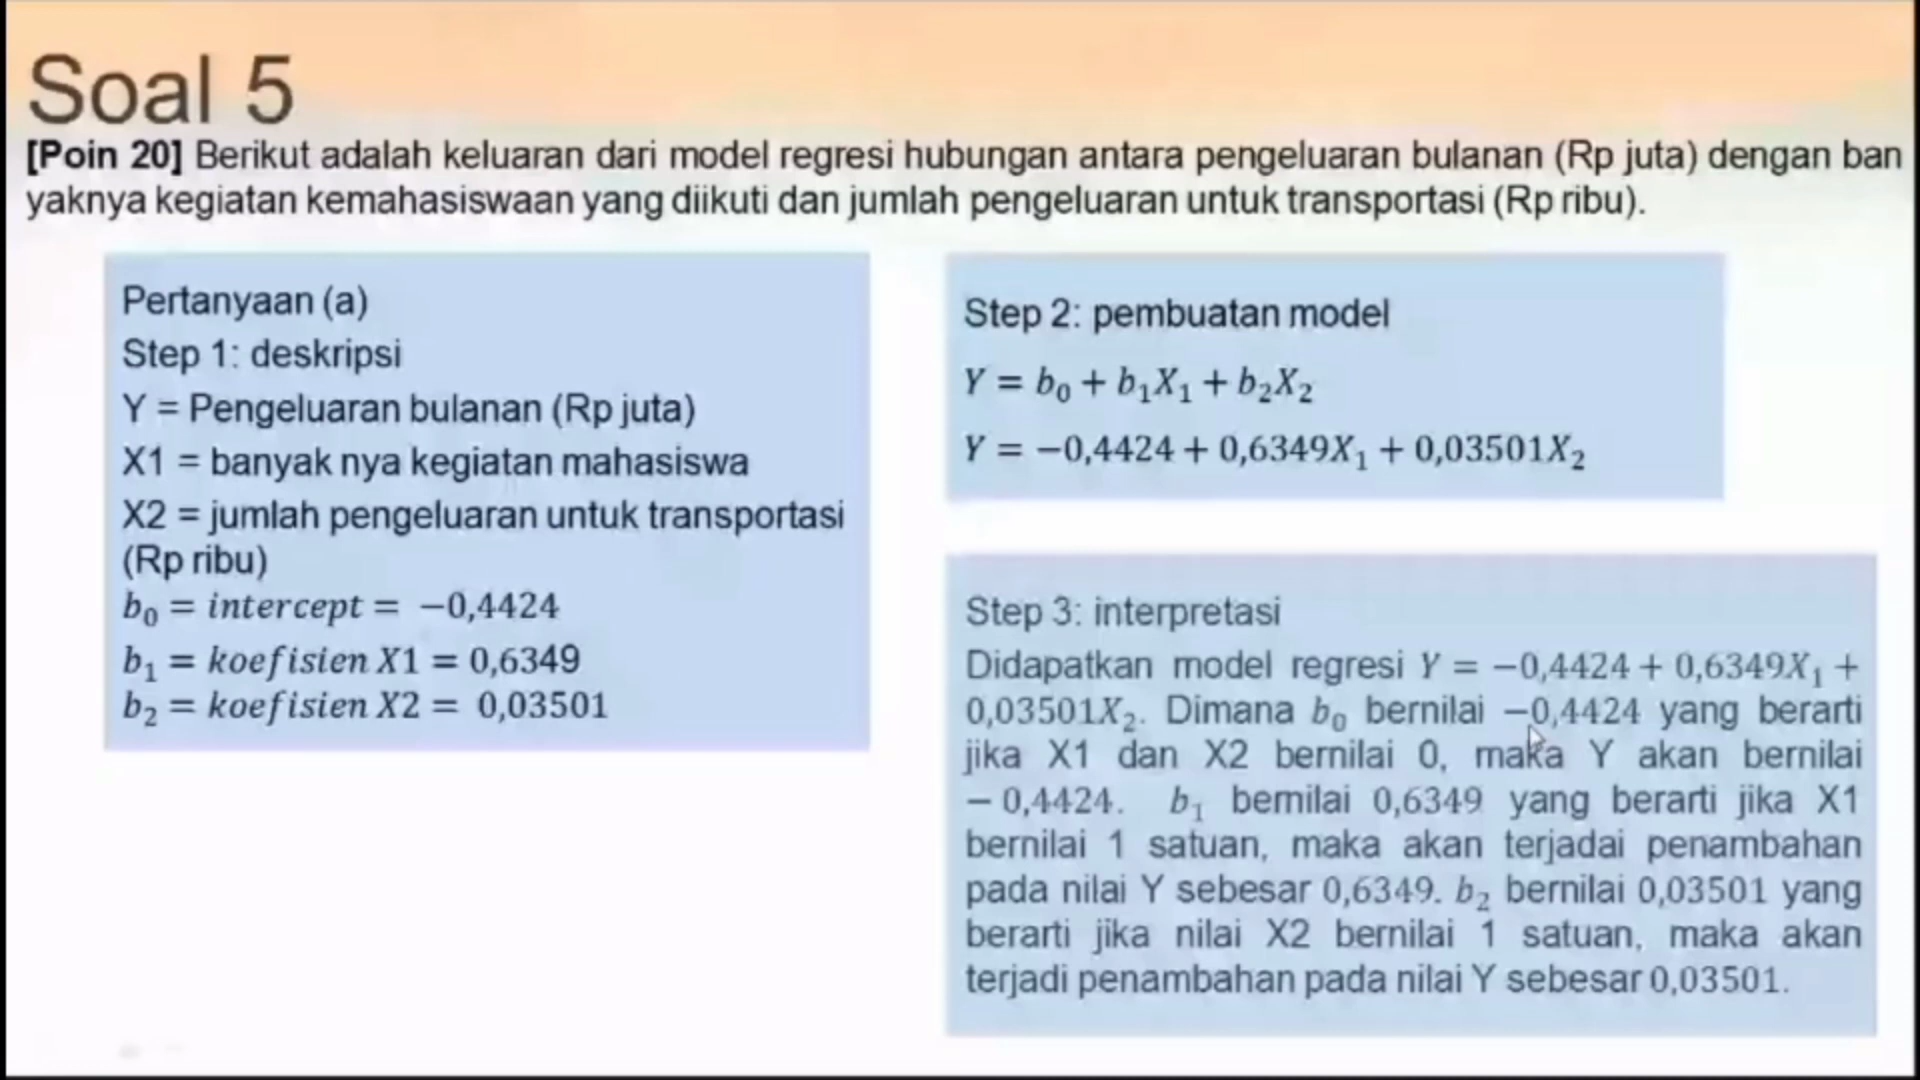 Soal 5
[Poin 20] Berikut adalah keluaran dari model regresi hubungan antara pengeluaran bulanan (Rp juta) dengan ban
yaknya kegiatan kemahasiswaan yang diikuti dan jumlah pengeluaran untuk transportasi (Rp ribu).
Pertanyaan (a)
Step 1: deskripsi
Y = Pengeluaran bulanan (Rp juta)
X1 = banyak nya kegiatan mahasiswa
X2 = jumlah pengeluaran untuk transportasi
(Rp ribu)
b₀ = intercept = −0,4424
b₁ = koefisien X1 = 0,6349
b₂ = koefisien X2 = 0,03501
Step 2: pembuatan model
Y = b₀ + b₁X₁ + b₂X₂
Y = −0,4424 + 0,6349X₁ + 0,03501X₂
Step 3: interpretasi
Didapatkan model regresi Y = −0,4424 + 0,6349X₁ +
0,03501X₂. Dimana b₀ bernilai −0,4424 yang berarti
jika X1 dan X2 bernilai 0, maka Y akan bernilai
− 0,4424. b₁ bernilai 0,6349 yang berarti jika X1
bernilai 1 satuan, maka akan terjadai penambahan
pada nilai Y sebesar 0,6349. b₂ bernilai 0,03501 yang
berarti jika nilai X2 bernilai 1 satuan, maka akan
terjadi penambahan pada nilai Y sebesar 0,03501.